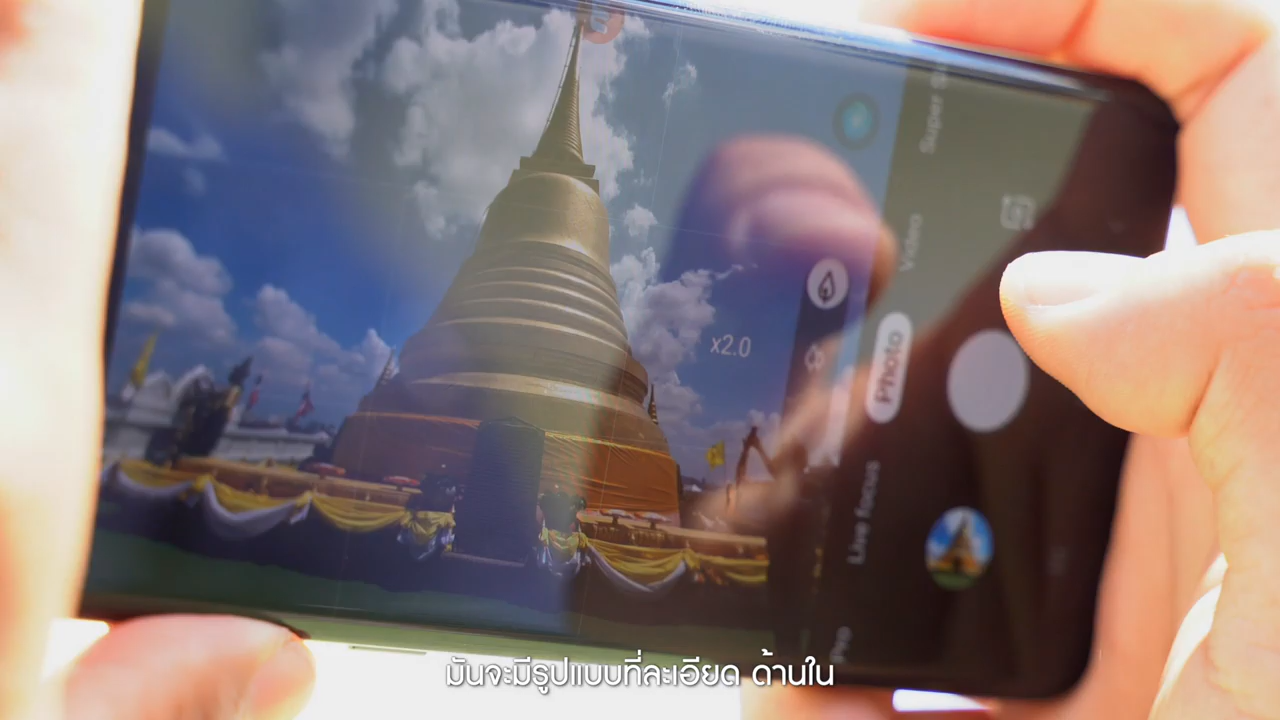 Super
Video
x2.0
Photo
Live focus
Pro
มันจะมีรูปแบบที่ละเอียด ด้านใน